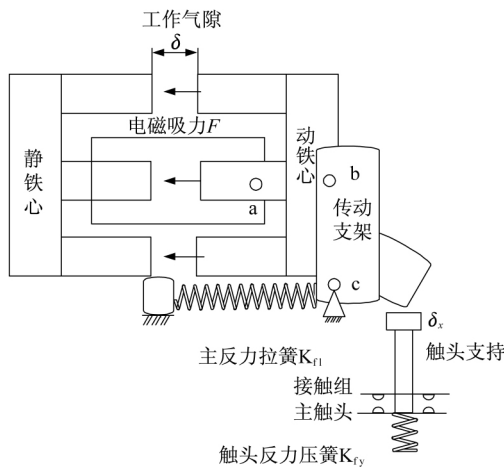 工作气隙
δ
电磁吸力F
静铁心
动铁心
a
b
传动
支架
c
δx
主反力拉簧Kf1
触头支持
接触组
主触头
触头反力压簧Kfy